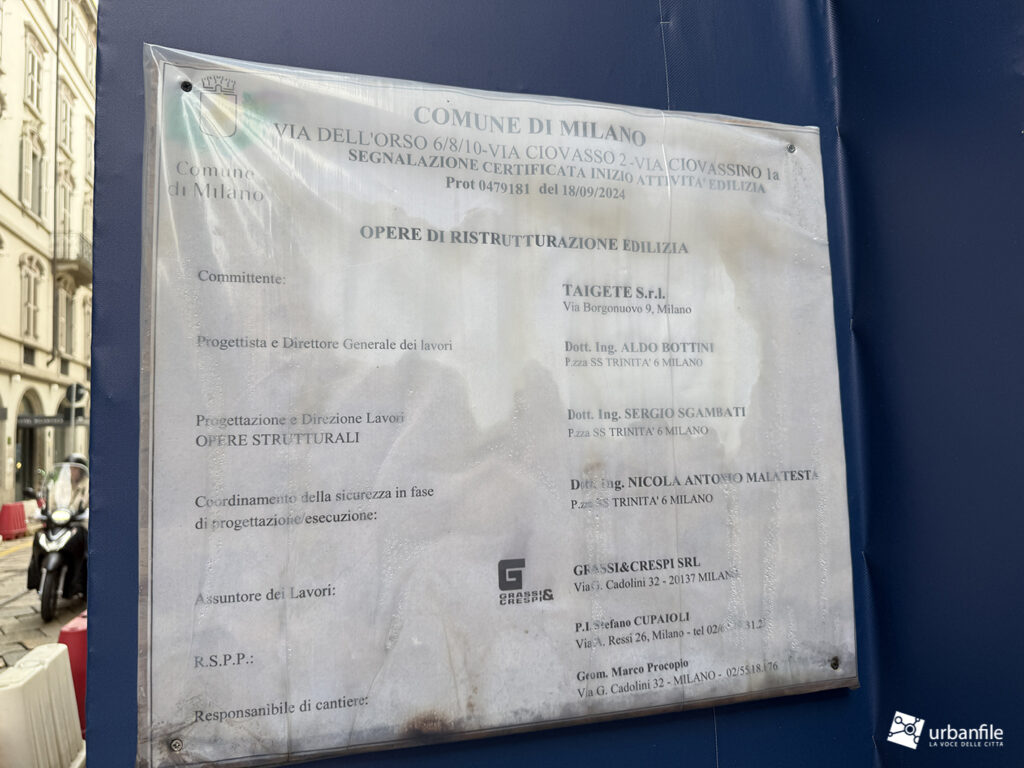 COMUNE DI MILANO
VIA DELL'ORSO 6/8/10-VIA CIOVASSO 2-VIA CIOVASSINO 1a
SEGNALAZIONE CERTIFICATA INIZIO ATTIVITA' EDILIZIA
Prot 0479181 del 18/09/2024
Comune
di Milano
OPERE DI RISTRUTTURAZIONE EDILIZIA
Committente:
TAIGETE S.r.l.
Via Borgonuovo 9, Milano
Progettista e Direttore Generale dei lavori
Dott. Ing. ALDO BOTTINI
P.zza SS TRINITA' 6 MILANO
Progettazione e Direzione Lavori
OPERE STRUTTURALI
Dott. Ing. SERGIO SGAMBATI
P.zza SS TRINITA' 6 MILANO
Coordinamento della sicurezza in fase
di progettazione/esecuzione:
Dott. Ing. NICOLA ANTONIO MALATESTA
P.zza SS TRINITA' 6 MILANO
Assuntore dei Lavori:
G
GRASSI&
CRESPI
GRASSI&CRESPI SRL
Via G. Cadolini 32 - 20137 MILANO
R.S.P.P.:
P.I. Stefano CUPAIOLI
Via A. Ressi 26, Milano - tel
Responsanibile di cantiere:
Geom. Marco Procopio
Via G. Cadolini 32 - MILANO -
urbanfile
LA VOCE DELLE CITTÀ